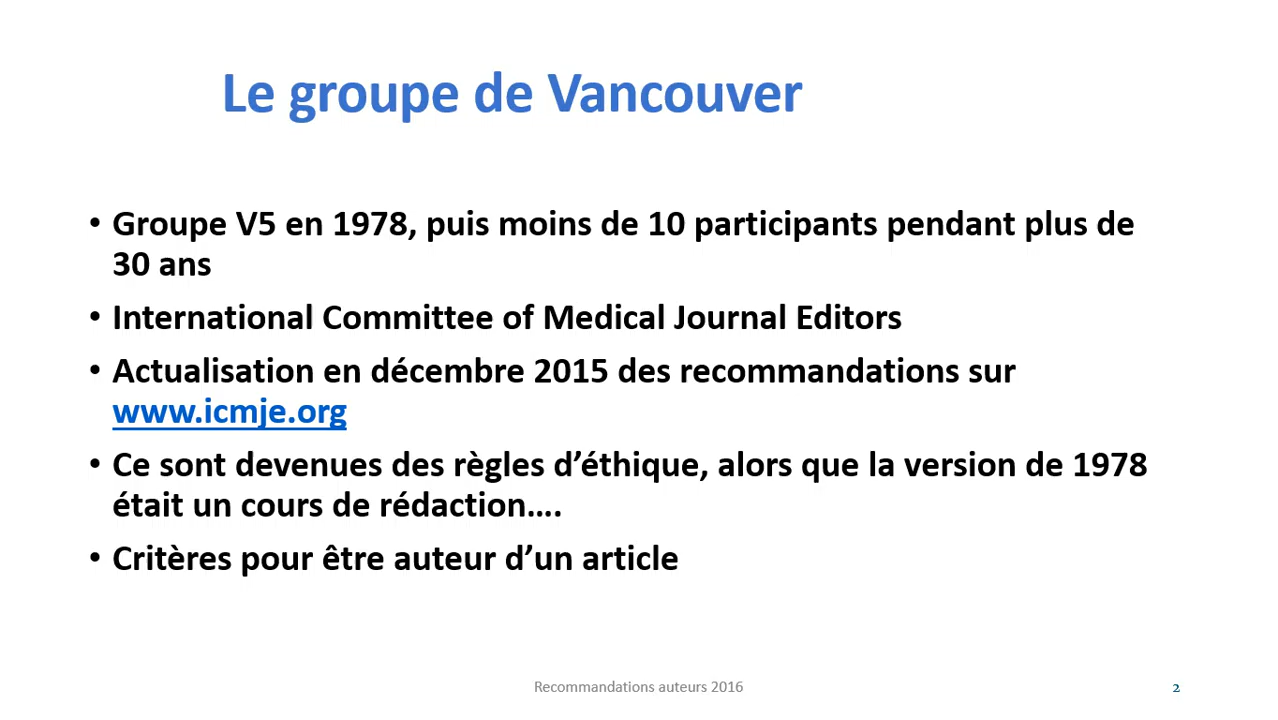 Le groupe de Vancouver
• Groupe V5 en 1978, puis moins de 10 participants pendant plus de
30 ans
• International Committee of Medical Journal Editors
• Actualisation en décembre 2015 des recommandations sur
www.icmje.org
• Ce sont devenues des règles d’éthique, alors que la version de 1978
était un cours de rédaction….
• Critères pour être auteur d’un article
Recommandations auteurs 2016
2